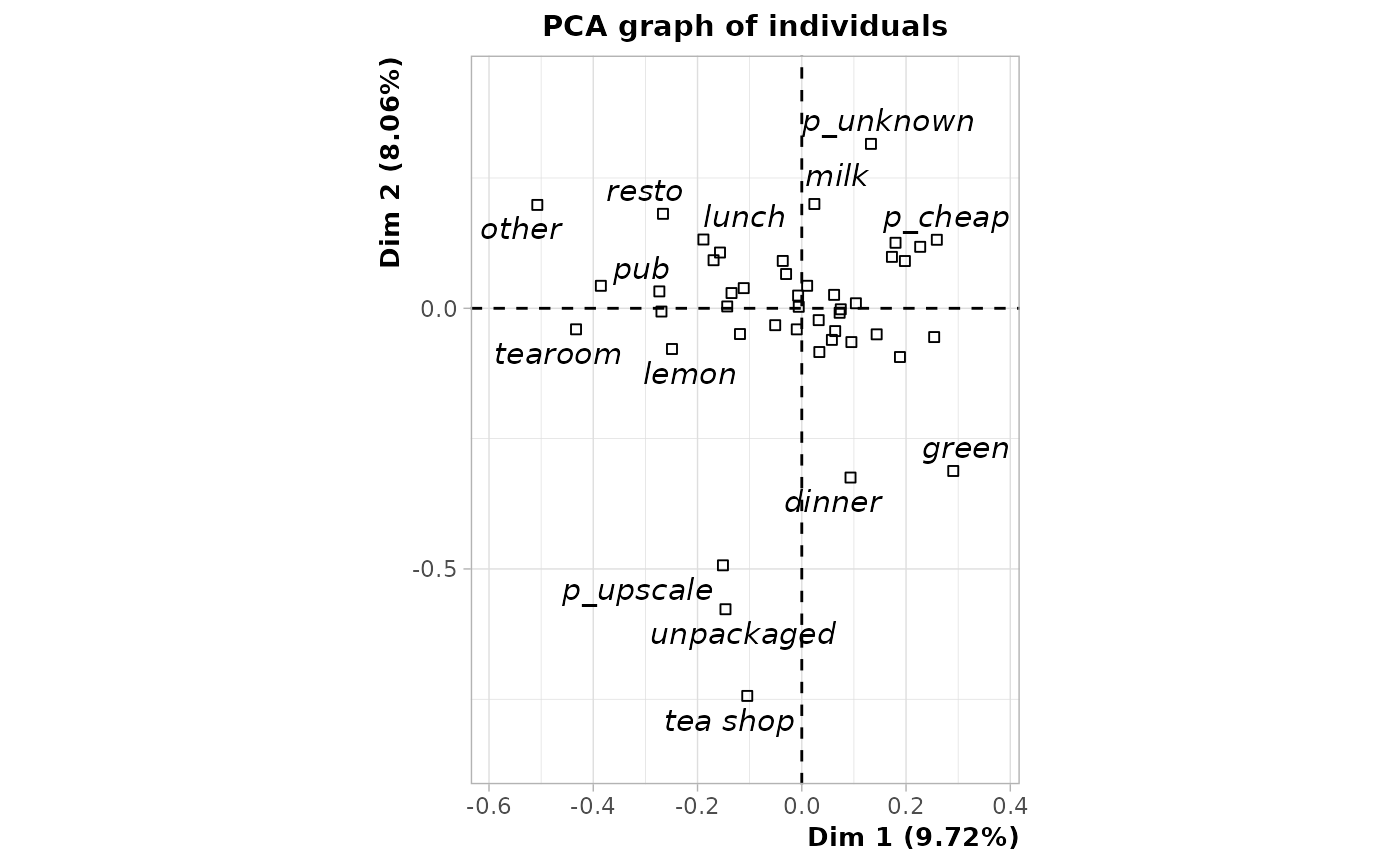 PCA graph of individuals
Dim 2 (8.06%)
p_unknown
milk
resto
lunch
p_cheap
other
pub
0.0
tearoom
lemon
green
dinner
-0.5
p_upscale
unpackaged
tea shop
-0.6
-0.4
-0.2
0.0
0.2
0.4
Dim 1 (9.72%)